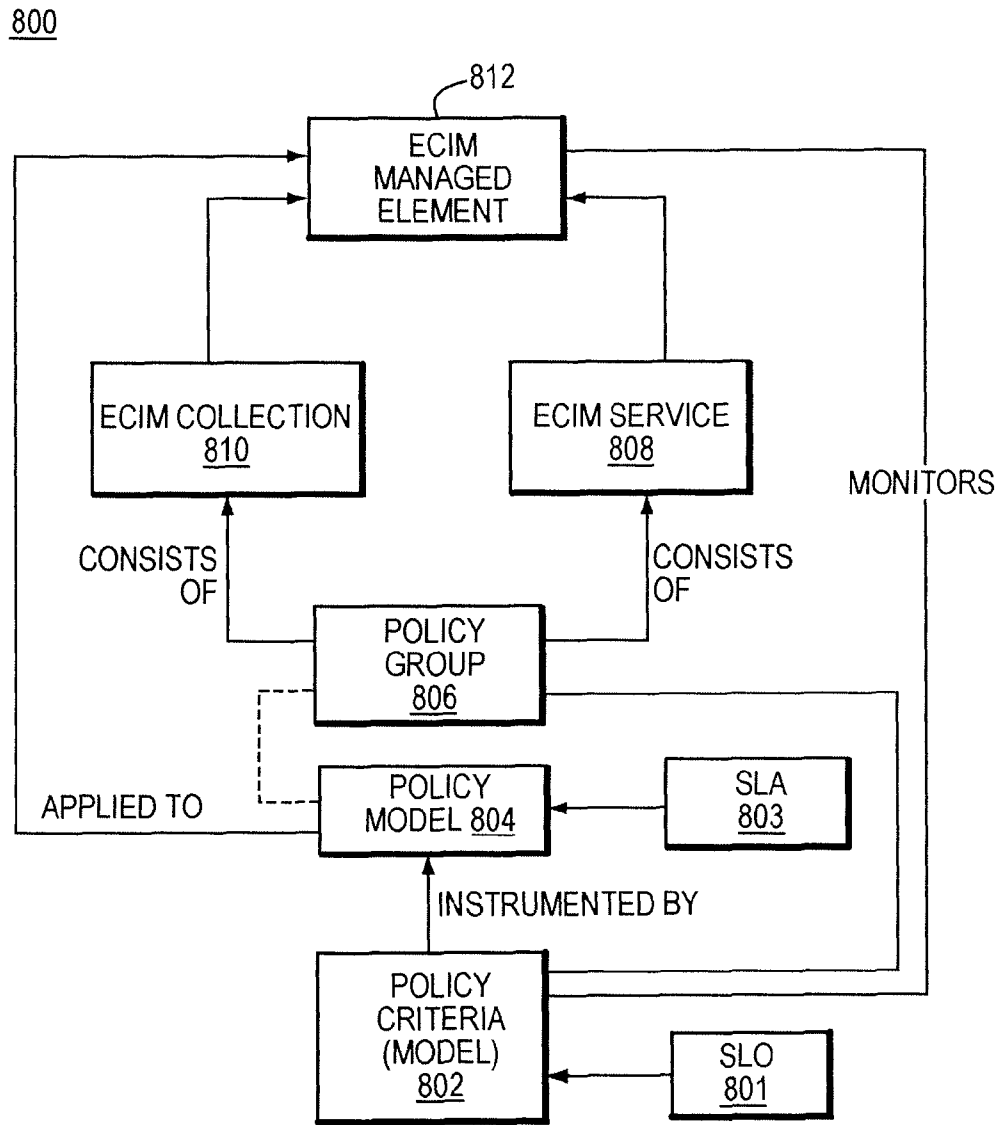 800
812
ECIM
MANAGED
ELEMENT
ECIM COLLECTION
810
ECIM SERVICE
808
MONITORS
CONSISTS
OF
CONSISTS
OF
POLICY
GROUP
806
APPLIED TO
POLICY
MODEL 804
SLA
803
INSTRUMENTED BY
POLICY
CRITERIA
(MODEL)
802
SLO
801